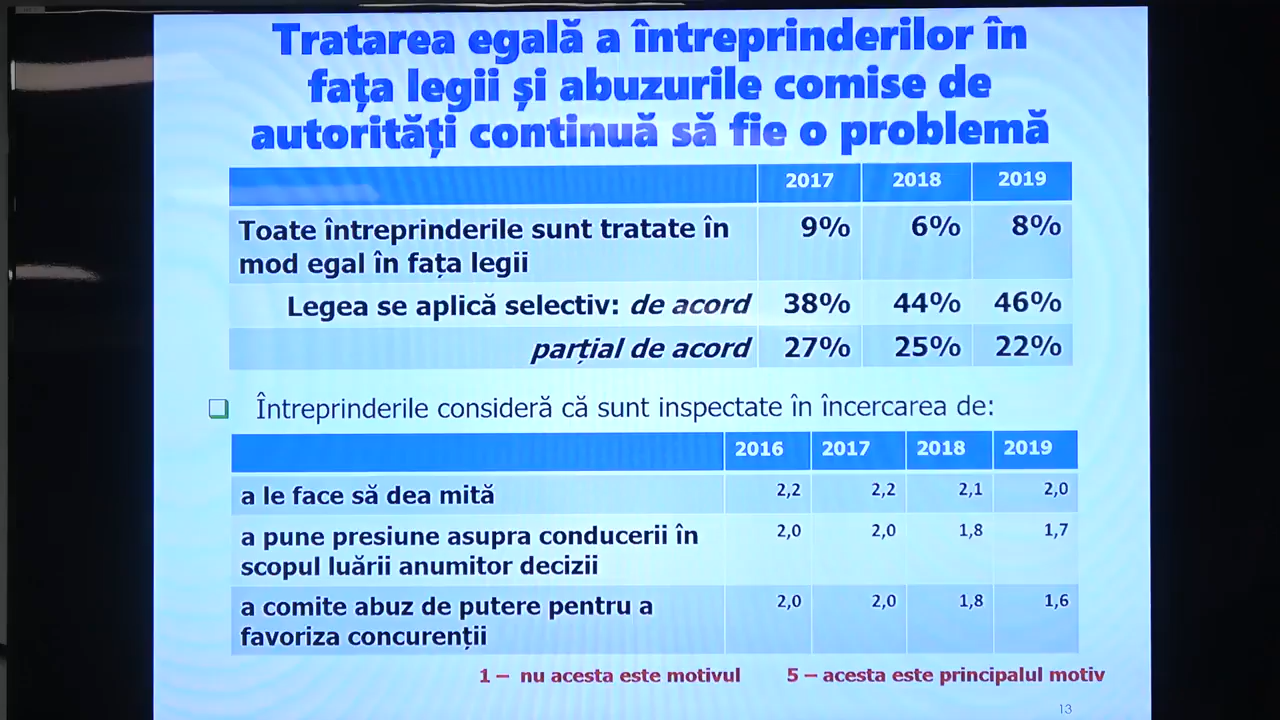 Tratarea egală a întreprinderilor în
fața legii și abuzurile comise de
autorități continuă să fie o problemă
2017 2018 2019
Toate întreprinderile sunt tratate în 9% 6% 8%
mod egal în fața legii
Legea se aplică selectiv: de acord 38% 44% 46%
parțial de acord 27% 25% 22%
Întreprinderile consideră că sunt inspectate în încercarea de:
2016 2017 2018 2019
a le face să dea mită 2,2 2,2 2,1 2,0
a pune presiune asupra conducerii în 2,0 2,0 1,8 1,7
scopul luării anumitor decizii
a comite abuz de putere pentru a 2,0 2,0 1,8 1,6
favoriza concurenții
1 – nu acesta este motivul 5 – acesta este principalul motiv
13